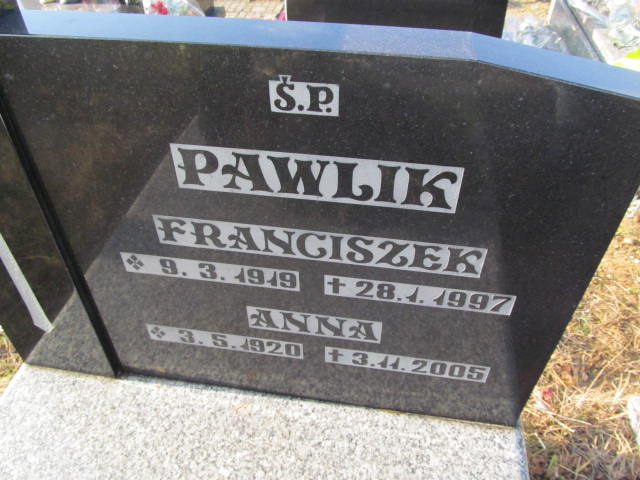 Š.P.
PAWLIK
FRANCISZEK
9.3.1919 ✝ 28.1.1997
ANNA
3.5.1920 ✝ 3.11.2005